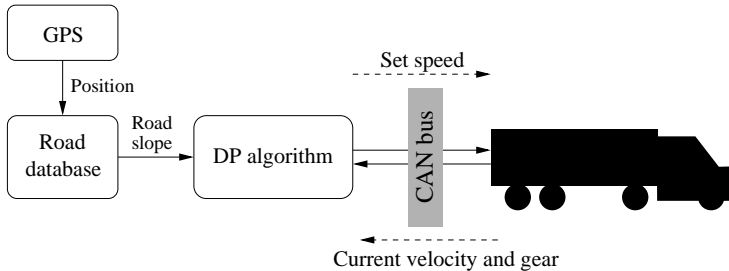 GPS
Position
Road
database
Road
slope
DP algorithm
Set speed
CAN bus
Current velocity and gear